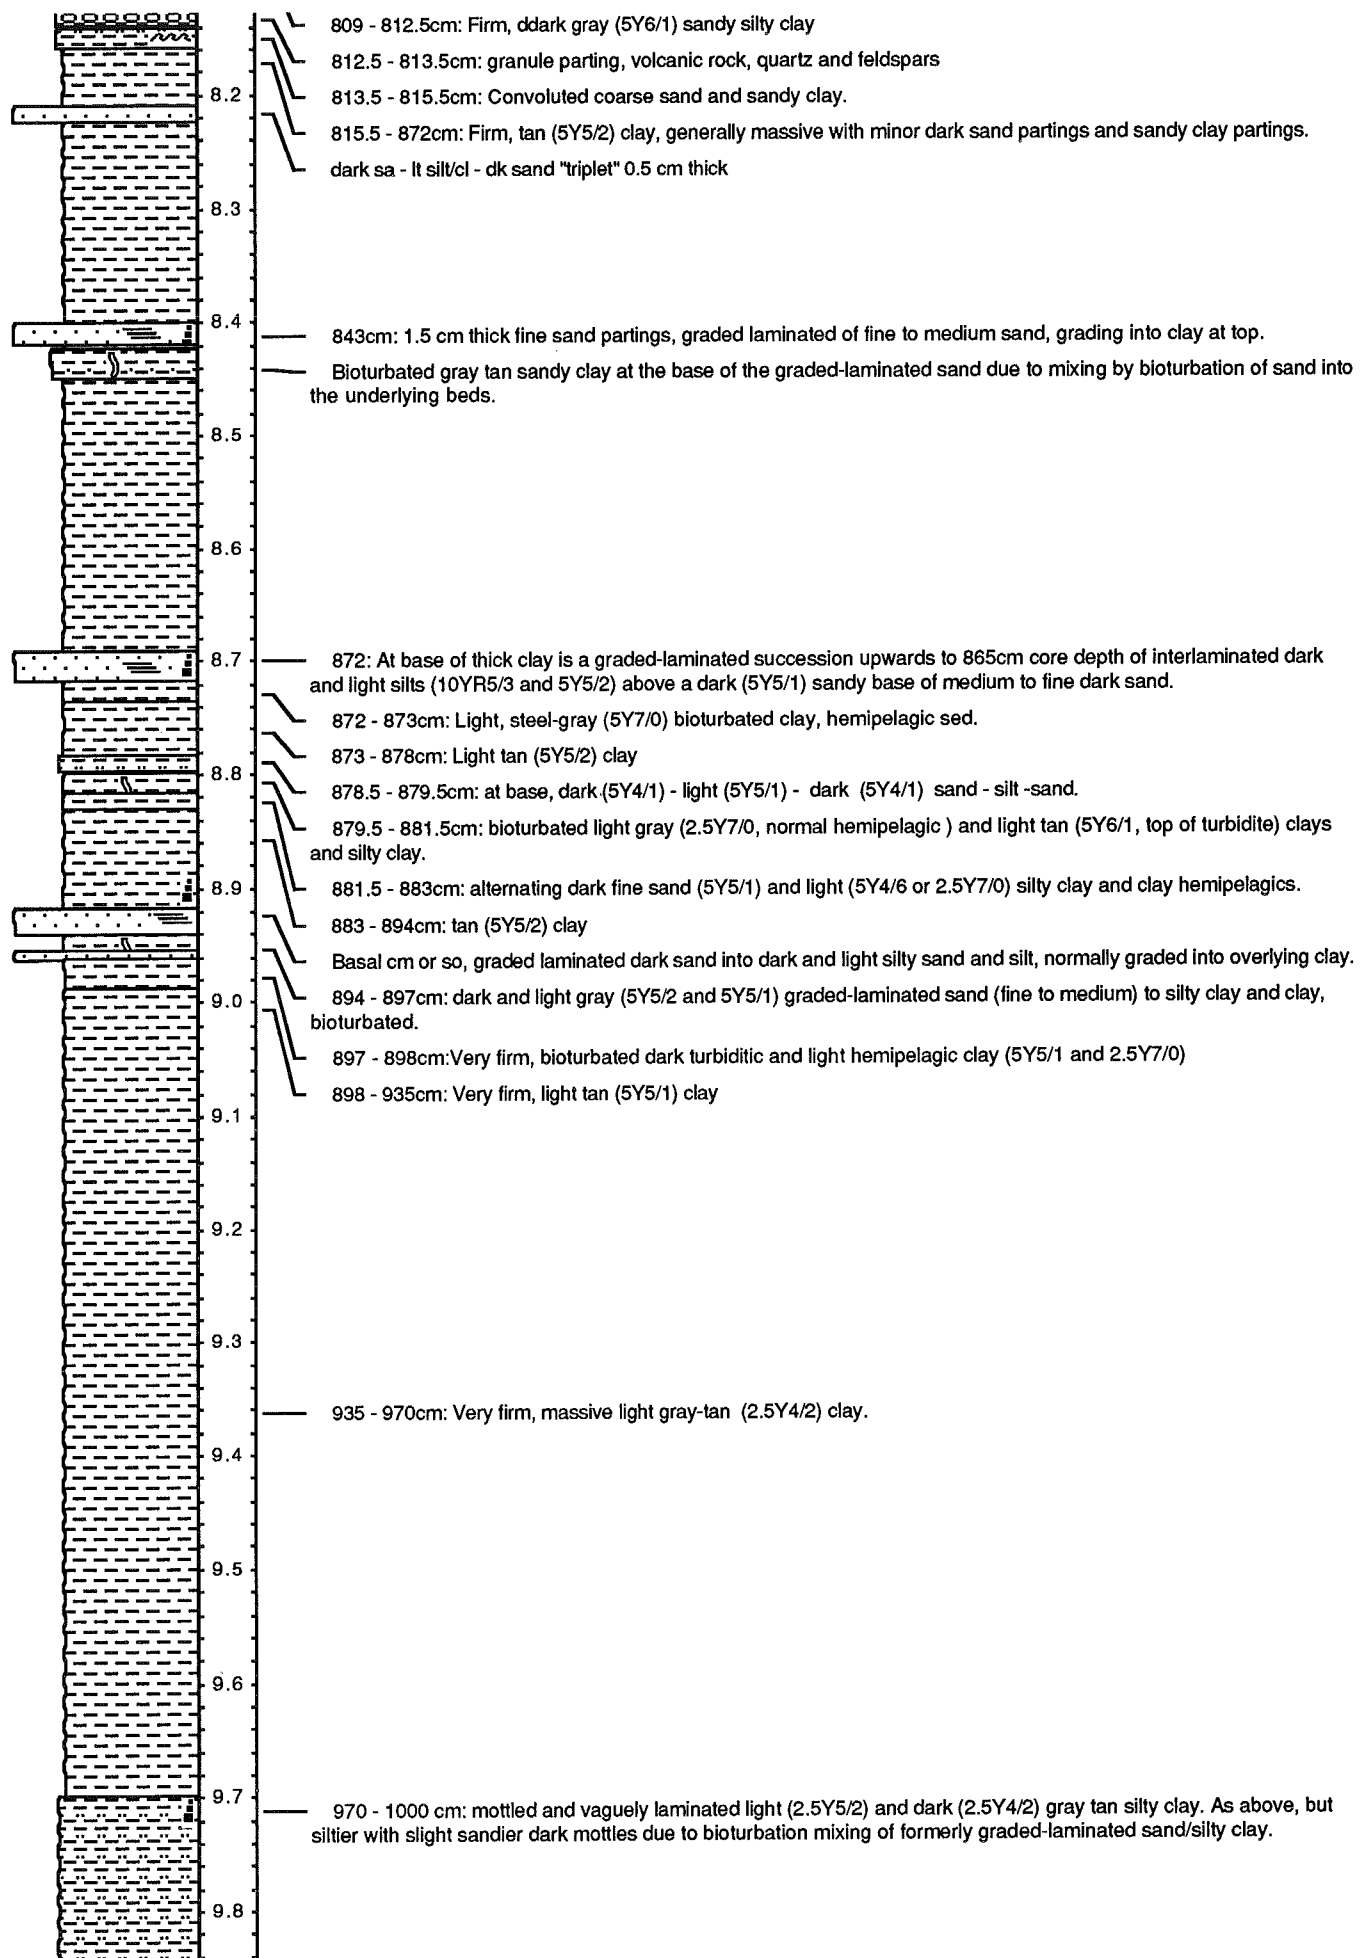 809 - 812.5cm: Firm, ddark gray (5Y6/1) sandy silty clay
812.5 - 813.5cm: granule parting, volcanic rock, quartz and feldspars
8.2
813.5 - 815.5cm: Convoluted coarse sand and sandy clay.
815.5 - 872cm: Firm, tan (5Y5/2) clay, generally massive with minor dark sand partings and sandy clay partings.
dark sa - lt silt/cl - dk sand "triplet" 0.5 cm thick
8.3
8.4
843cm: 1.5 cm thick fine sand partings, graded laminated of fine to medium sand, grading into clay at top.
Bioturbated gray tan sandy clay at the base of the graded-laminated sand due to mixing by bioturbation of sand into
the underlying beds.
8.5
8.6
8.7
872: At base of thick clay is a graded-laminated succession upwards to 865cm core depth of interlaminated dark
and light silts (10YR5/3 and 5Y5/2) above a dark (5Y5/1) sandy base of medium to fine dark sand.
872 - 873cm: Light, steel-gray (5Y7/0) bioturbated clay, hemipelagic sed.
873 - 878cm: Light tan (5Y5/2) clay
8.8
878.5 - 879.5cm: at base, dark (5Y4/1) - light (5Y5/1) - dark (5Y4/1) sand - silt -sand.
879.5 - 881.5cm: bioturbated light gray (2.5Y7/0, normal hemipelagic ) and light tan (5Y6/1, top of turbidite) clays
and silty clay.
8.9
881.5 - 883cm: alternating dark fine sand (5Y5/1) and light (5Y4/6 or 2.5Y7/0) silty clay and clay hemipelagics.
883 - 894cm: tan (5Y5/2) clay
Basal cm or so, graded laminated dark sand into dark and light silty sand and silt, normally graded into overlying clay.
9.0
894 - 897cm: dark and light gray (5Y5/2 and 5Y5/1) graded-laminated sand (fine to medium) to silty clay and clay,
bioturbated.
897 - 898cm:Very firm, bioturbated dark turbiditic and light hemipelagic clay (5Y5/1 and 2.5Y7/0)
898 - 935cm: Very firm, light tan (5Y5/1) clay
9.1
9.2
9.3
935 - 970cm: Very firm, massive light gray-tan (2.5Y4/2) clay.
9.4
9.5
9.6
9.7
970 - 1000 cm: mottled and vaguely laminated light (2.5Y5/2) and dark (2.5Y4/2) gray tan silty clay. As above, but
siltier with slight sandier dark mottles due to bioturbation mixing of formerly graded-laminated sand/silty clay.
9.8